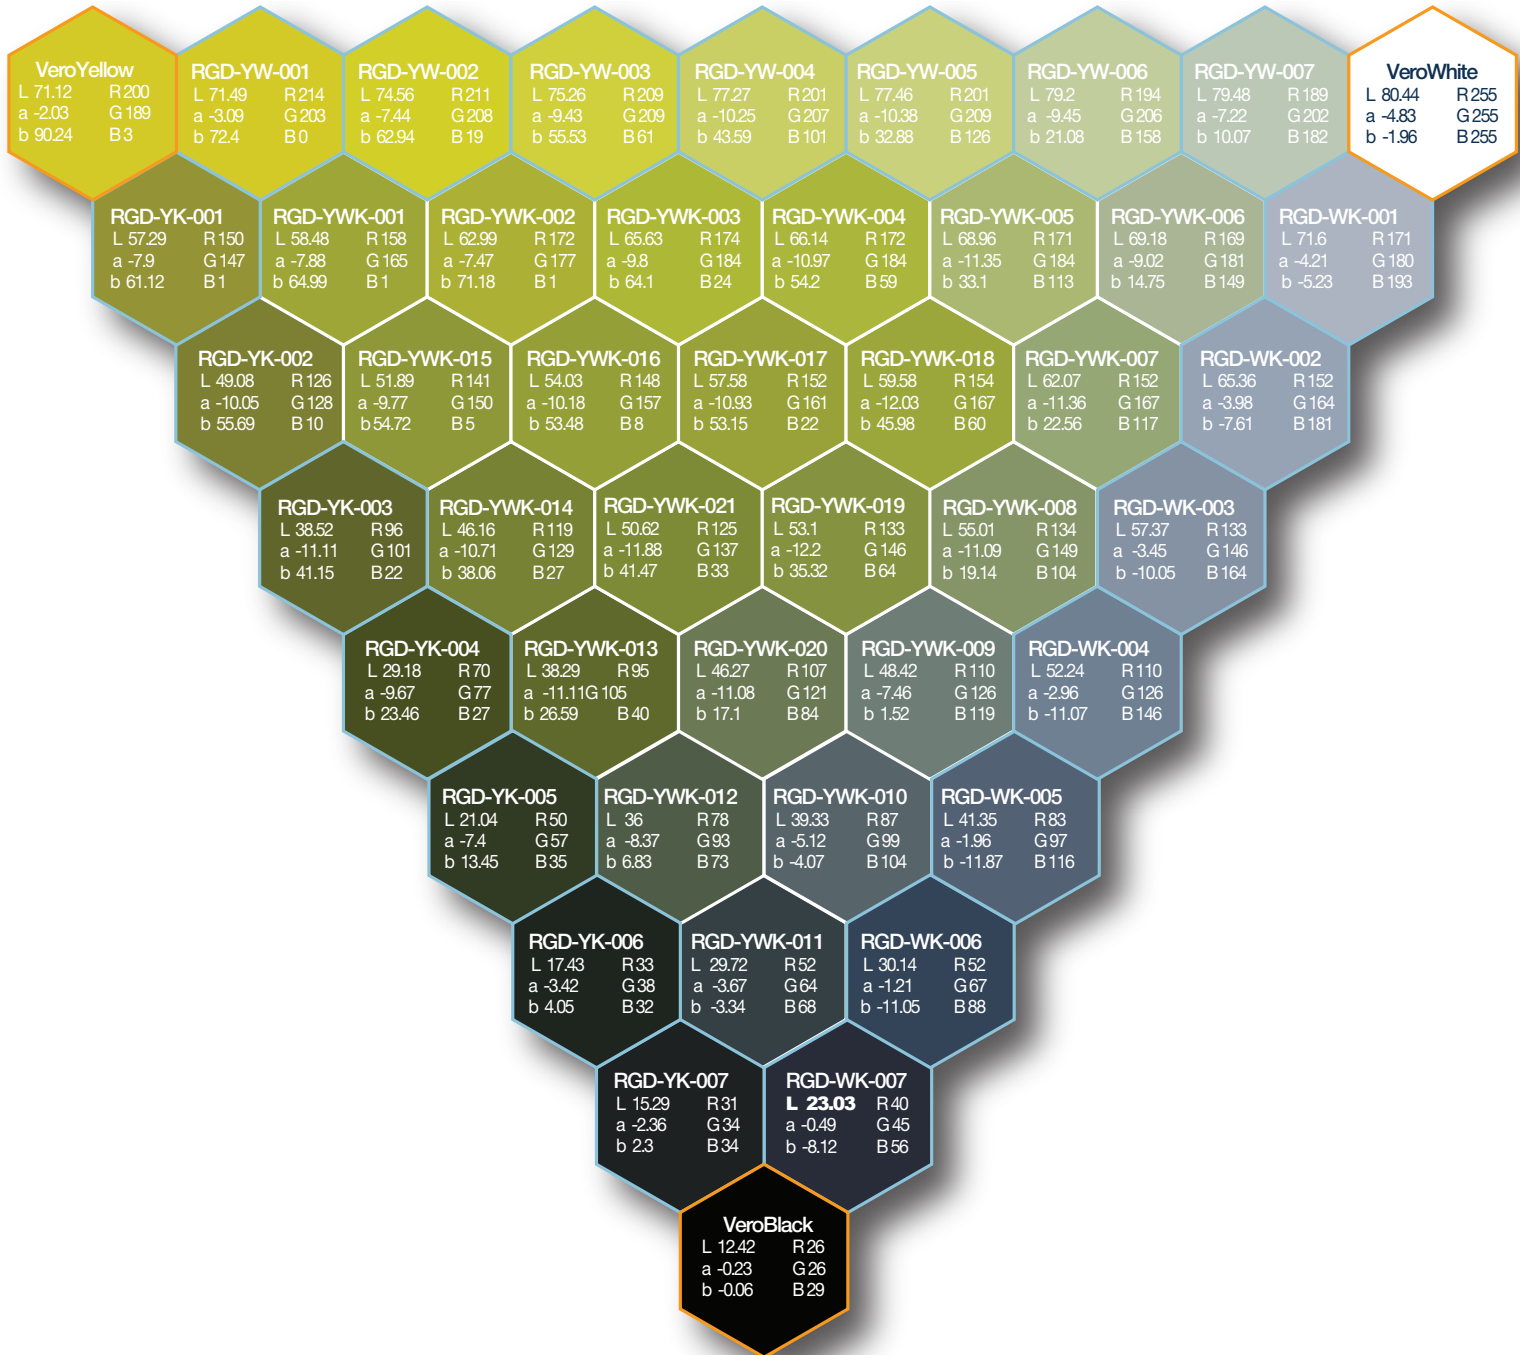 VeroYellow
L 71.12 R 200
a -2.03 G 189
b 90.24 B 3
RGD-YW-001
L 71.49 R 214
a -3.09 G 203
b 72.4 B 0
RGD-YW-002
L 74.56 R 211
a -7.44 G 208
b 62.94 B 19
RGD-YW-003
L 75.26 R 209
a -9.43 G 209
b 55.53 B 61
RGD-YW-004
L 77.27 R 201
a -10.25 G 207
b 43.59 B 101
RGD-YW-005
L 77.46 R 201
a -10.38 G 209
b 32.88 B 126
RGD-YW-006
L 79.2 R 194
a -9.45 G 206
b 21.08 B 158
RGD-YW-007
L 79.48 R 189
a -7.22 G 202
b 10.07 B 182
VeroWhite
L 80.44 R 255
a -4.83 G 255
b -1.96 B 255
RGD-YK-001
L 57.29 R 150
a -7.9 G 147
b 61.12 B 1
RGD-YWK-001
L 58.48 R 158
a -7.88 G 165
b 64.99 B 1
RGD-YWK-002
L 62.99 R 172
a -7.47 G 177
b 71.18 B 1
RGD-YWK-003
L 65.63 R 174
a -9.8 G 184
b 64.1 B 24
RGD-YWK-004
L 66.14 R 172
a -10.97 G 184
b 54.2 B 59
RGD-YWK-005
L 68.96 R 171
a -11.35 G 184
b 33.1 B 113
RGD-YWK-006
L 69.18 R 169
a -9.02 G 181
b 14.75 B 149
RGD-WK-001
L 71.6 R 171
a -4.21 G 180
b -5.23 B 193
RGD-YK-002
L 49.08 R 126
a -10.05 G 128
b 55.69 B 10
RGD-YWK-015
L 51.89 R 141
a -9.77 G 150
b 54.72 B 5
RGD-YWK-016
L 54.03 R 148
a -10.18 G 157
b 53.48 B 8
RGD-YWK-017
L 57.58 R 152
a -10.93 G 161
b 53.15 B 22
RGD-YWK-018
L 59.58 R 154
a -12.03 G 167
b 45.98 B 60
RGD-YWK-007
L 62.07 R 152
a -11.36 G 167
b 22.56 B 117
RGD-WK-002
L 65.36 R 152
a -3.98 G 164
b -7.61 B 181
RGD-YK-003
L 38.52 R 96
a -11.11 G 101
b 41.15 B 22
RGD-YWK-014
L 46.16 R 119
a -10.71 G 129
b 38.06 B 27
RGD-YWK-021
L 50.62 R 125
a -11.88 G 137
b 41.47 B 33
RGD-YWK-019
L 53.1 R 133
a -12.2 G 146
b 35.32 B 64
RGD-YWK-008
L 55.01 R 134
a -11.09 G 149
b 19.14 B 104
RGD-WK-003
L 57.37 R 133
a -3.45 G 146
b -10.05 B 164
RGD-YK-004
L 29.18 R 70
a -9.67 G 77
b 23.46 B 27
RGD-YWK-013
L 38.29 R 95
a -11.11G 105
b 26.59 B 40
RGD-YWK-020
L 46.27 R 107
a -11.08 G 121
b 17.1 B 84
RGD-YWK-009
L 48.42 R 110
a -7.46 G 126
b 1.52 B 119
RGD-WK-004
L 52.24 R 110
a -2.96 G 126
b -11.07 B 146
RGD-YK-005
L 21.04 R 50
a -7.4 G 57
b 13.45 B 35
RGD-YWK-012
L 36 R 78
a -8.37 G 93
b 6.83 B 73
RGD-YWK-010
L 39.33 R 87
a -5.12 G 99
b -4.07 B 104
RGD-WK-005
L 41.35 R 83
a -1.96 G 97
b -11.87 B 116
RGD-YK-006
L 17.43 R 33
a -3.42 G 38
b 4.05 B 32
RGD-YWK-011
L 29.72 R 52
a -3.67 G 64
b -3.34 B 68
RGD-WK-006
L 30.14 R 52
a -1.21 G 67
b -11.05 B 88
RGD-YK-007
L 15.29 R 31
a -2.36 G 34
b 2.3 B 34
RGD-WK-007
L 23.03 R 40
a -0.49 G 45
b -8.12 B 56
VeroBlack
L 12.42 R 26
a -0.23 G 26
b -0.06 B 29